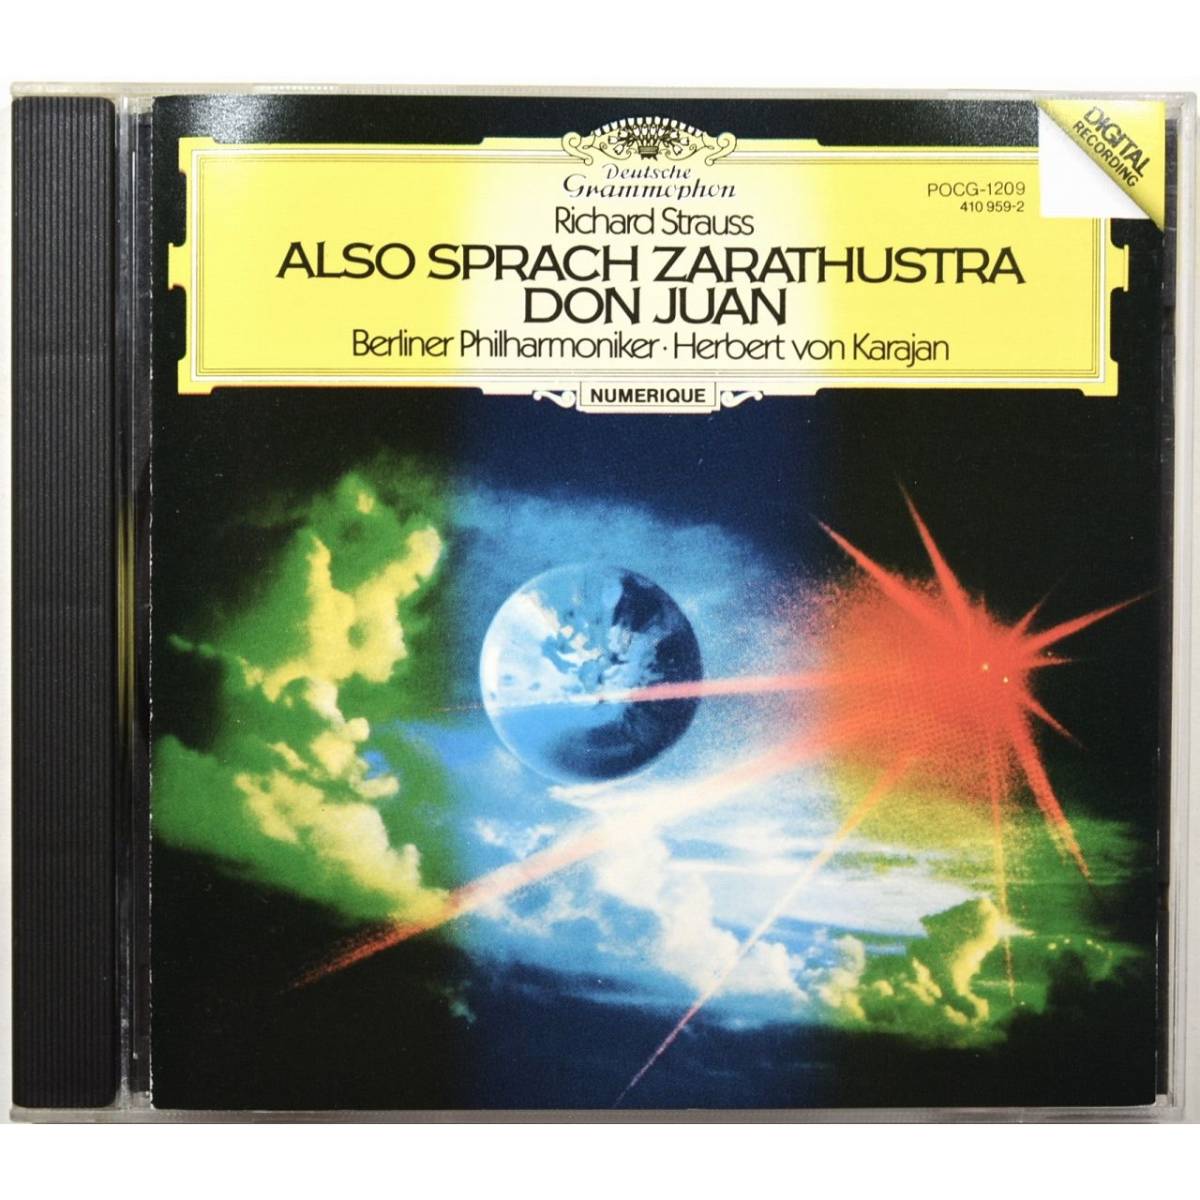 Deutsche
Grammophon
POCG-1209
410 959-2
DIGITAL
RECORDING
Richard Strauss
ALSO SPRACH ZARATHUSTRA
DON JUAN
Berliner Philharmoniker · Herbert von Karajan
NUMERIQUE